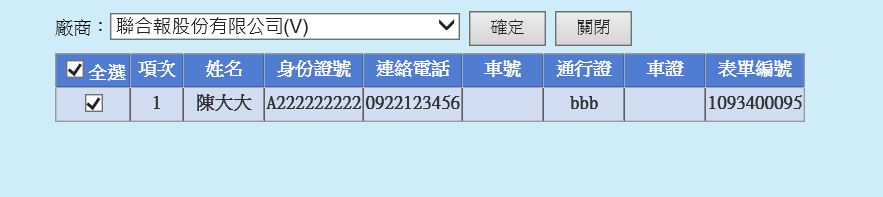 廠商： 聯合報股份有限公司(V) 確定 關閉
全選 項次 姓名 身份證號 連絡電話 車號 通行證 車證 表單編號
1 陳大大 A222222222 0922123456 bbb 1093400095